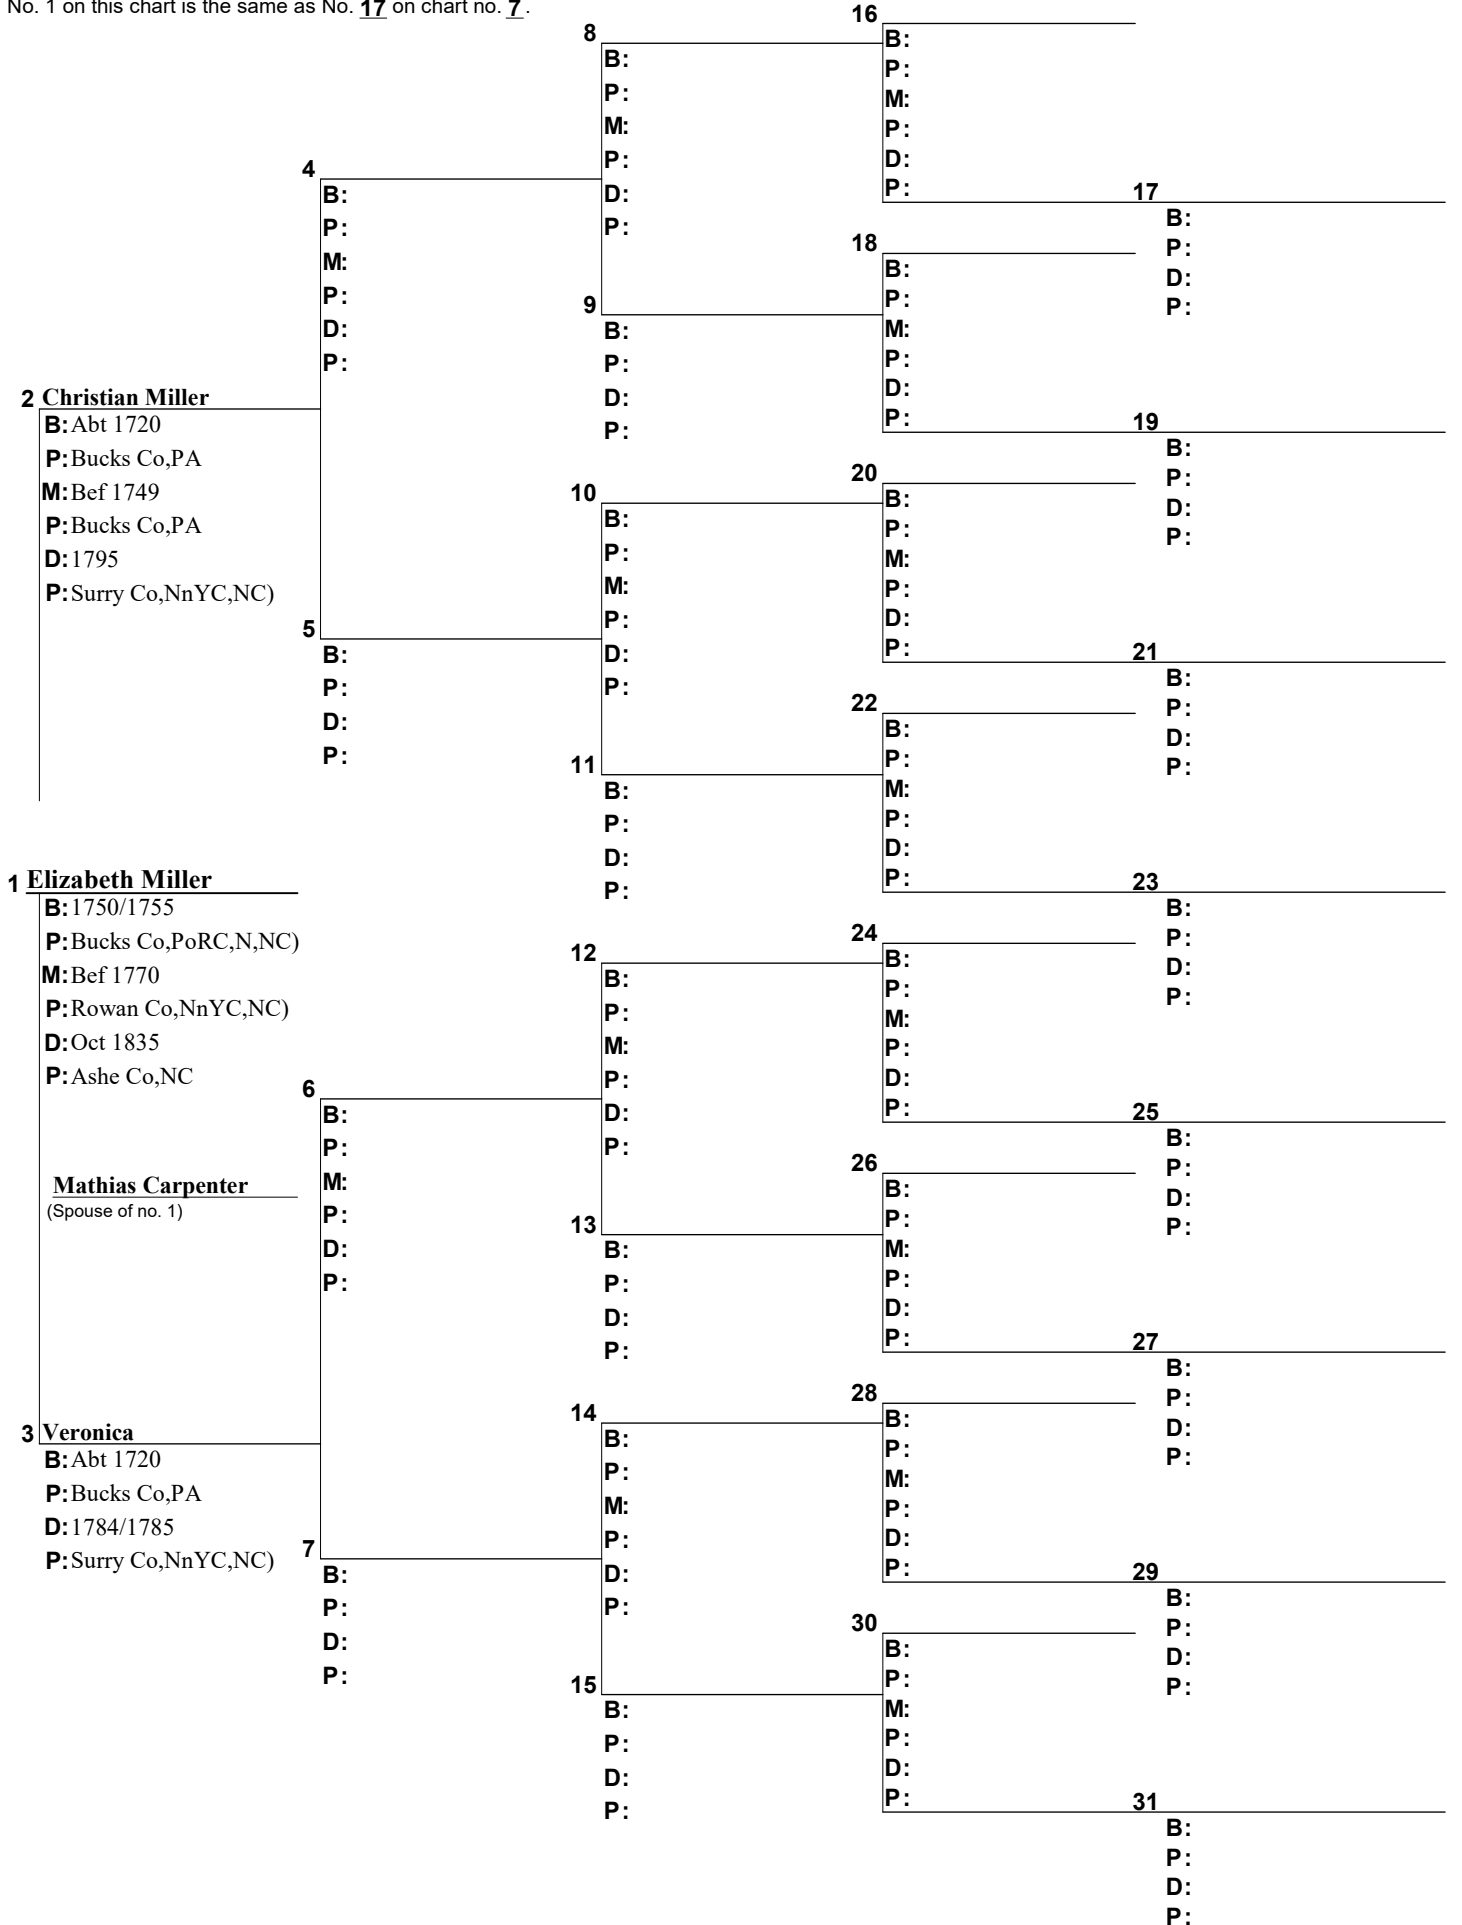 No. 1 on this chart is the same as No. 17 on chart no. 7.
2 Christian Miller
B: Abt 1720
P: Bucks Co,PA
M: Bef 1749
P: Bucks Co,PA
D: 1795
P: Surry Co,NnYC,NC)
1 Elizabeth Miller
B: 1750/1755
P: Bucks Co,PoRC,N,NC)
M: Bef 1770
P: Rowan Co,NnYC,NC)
D: Oct 1835
P: Ashe Co,NC
Mathias Carpenter
(Spouse of no. 1)
3 Veronica
B: Abt 1720
P: Bucks Co,PA
D: 1784/1785
P: Surry Co,NnYC,NC)
4
B:
P:
M:
P:
D:
P:
5
B:
P:
D:
P:
6
B:
P:
M:
P:
D:
P:
7
B:
P:
D:
P:
8
B:
P:
M:
P:
D:
P:
9
B:
P:
D:
P:
10
B:
P:
M:
P:
D:
P:
11
B:
P:
D:
P:
12
B:
P:
M:
P:
D:
P:
13
B:
P:
D:
P:
14
B:
P:
M:
P:
D:
P:
15
B:
P:
D:
P:
16
B:
P:
M:
P:
D:
P:
17
B:
P:
D:
P:
18
B:
P:
M:
P:
D:
P:
19
B:
P:
D:
P:
20
B:
P:
M:
P:
D:
P:
21
B:
P:
D:
P:
22
B:
P:
M:
P:
D:
P:
23
B:
P:
D:
P:
24
B:
P:
M:
P:
D:
P:
25
B:
P:
D:
P:
26
B:
P:
M:
P:
D:
P:
27
B:
P:
D:
P:
28
B:
P:
M:
P:
D:
P:
29
B:
P:
D:
P:
30
B:
P:
M:
P:
D:
P:
31
B:
P:
D:
P: